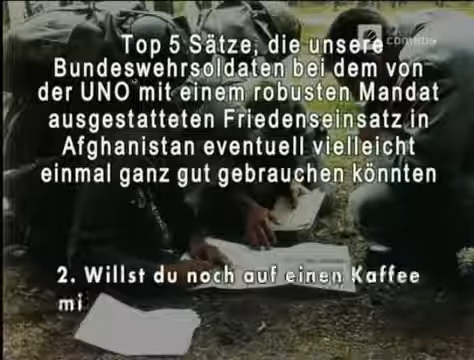 Top 5 Sätze, die unsere
Bundeswehrsoldaten bei dem von
der UNO mit einem robusten Mandat
ausgestatteten Friedenseinsatz in
Afghanistan eventuell vielleicht
einmal ganz gut gebrauchen könnten
2. Willst du noch auf einen Kaffee
mi